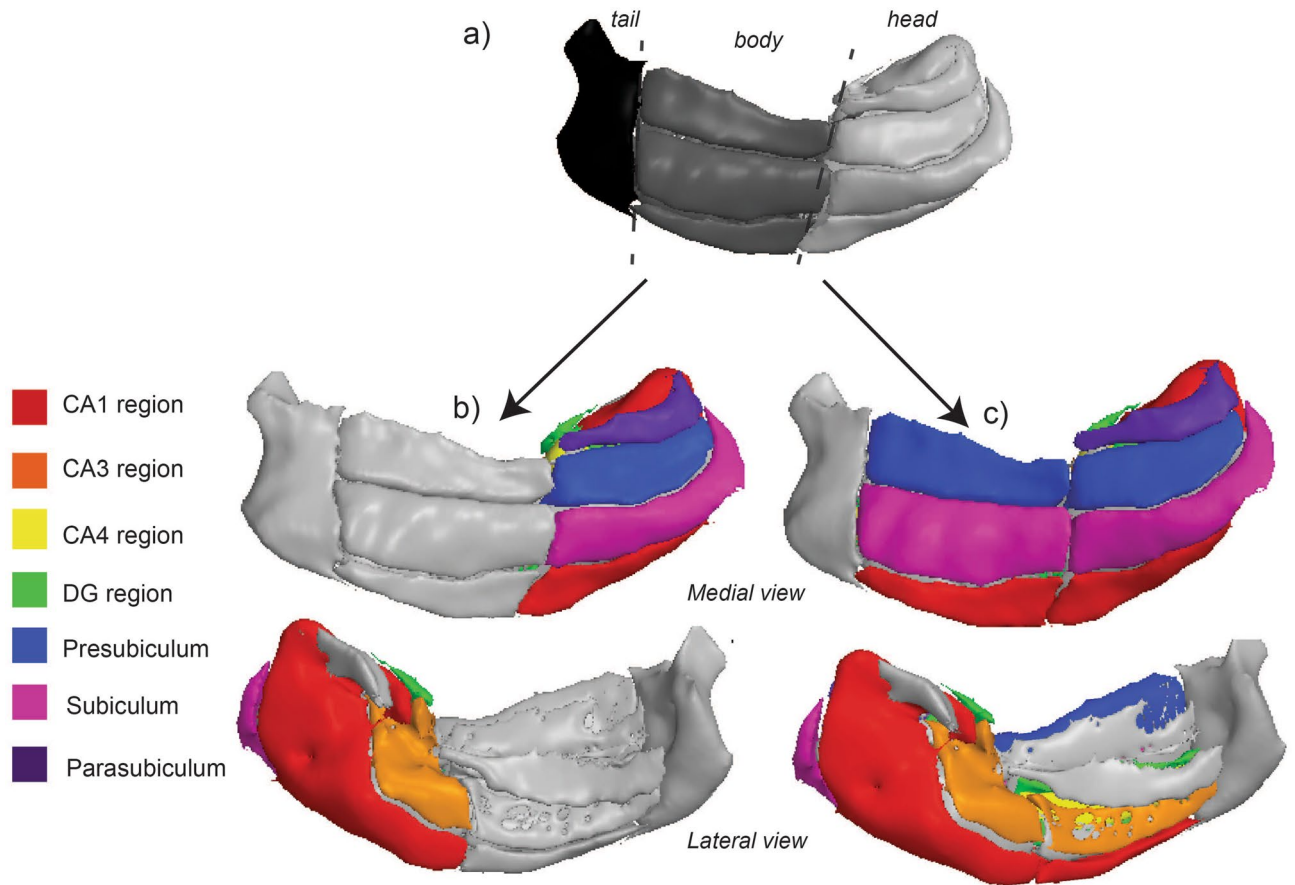 a)
tail
body
head
b)
c)
CA1 region
CA3 region
CA4 region
DG region
Presubiculum
Subiculum
Parasubiculum
Medial view
Lateral view